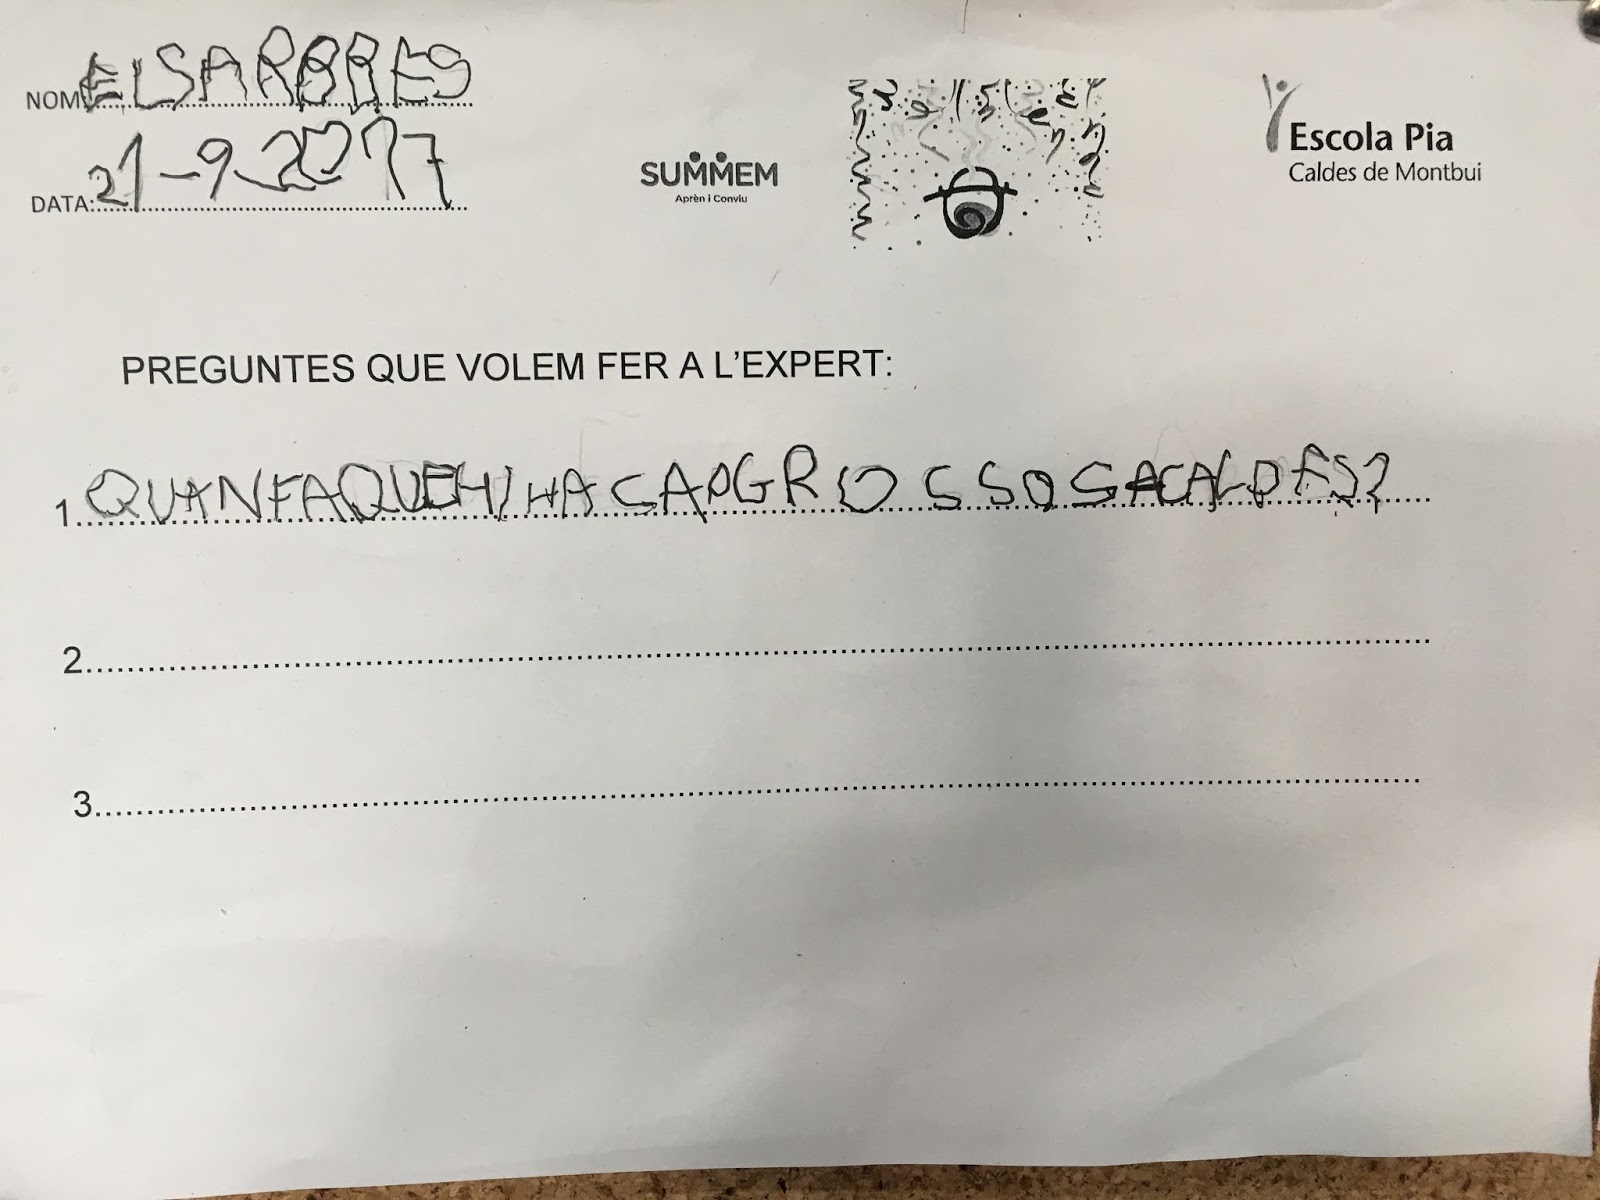 NOM: ELSARBRES
DATA: 21-9-2017
SUMMEM
Aprèn i Conviu
Escola Pia
Caldes de Montbui
PREGUNTES QUE VOLEM FER A L'EXPERT:
1. QUANFAQUEHIHACAPGROSSOSACALDES?
2.
3.